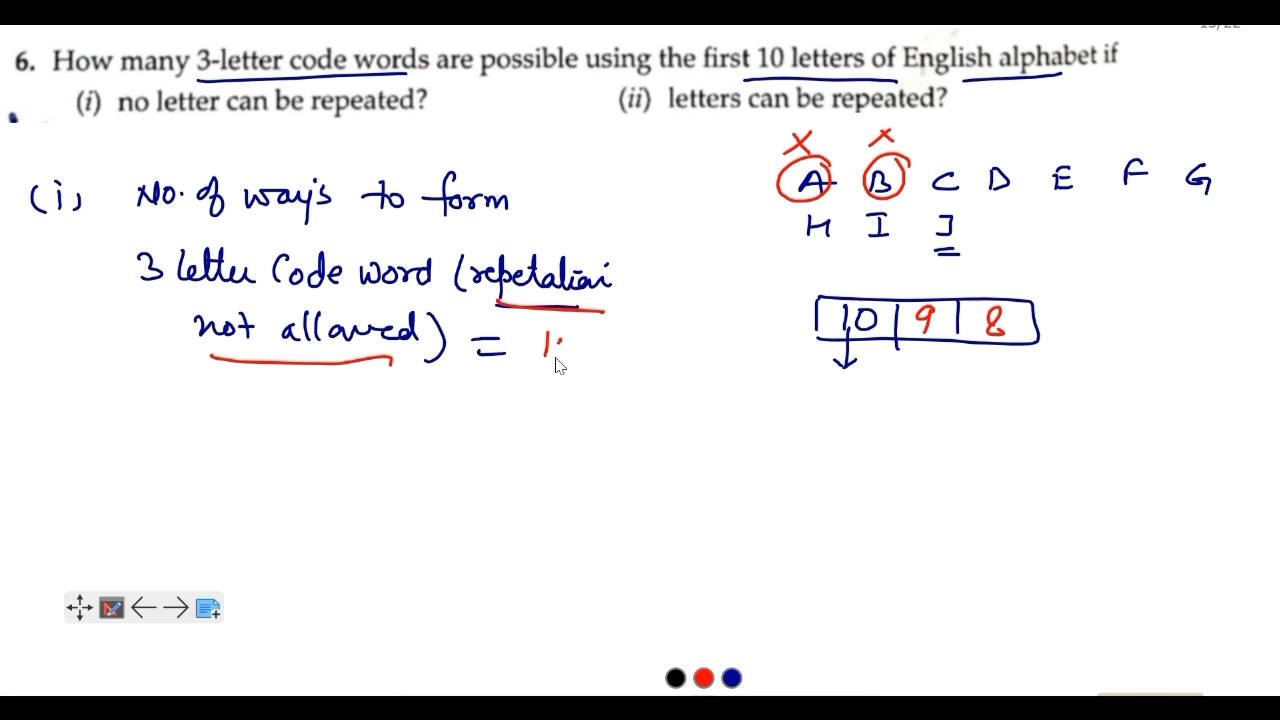 6. How many 3-letter code words are possible using the first 10 letters of English alphabet if
(i) no letter can be repeated? (ii) letters can be repeated?
A B C D E F G
H I J
(i) No. of ways to form
3 letter Code word (repetation
not allowed) =
10 9 8